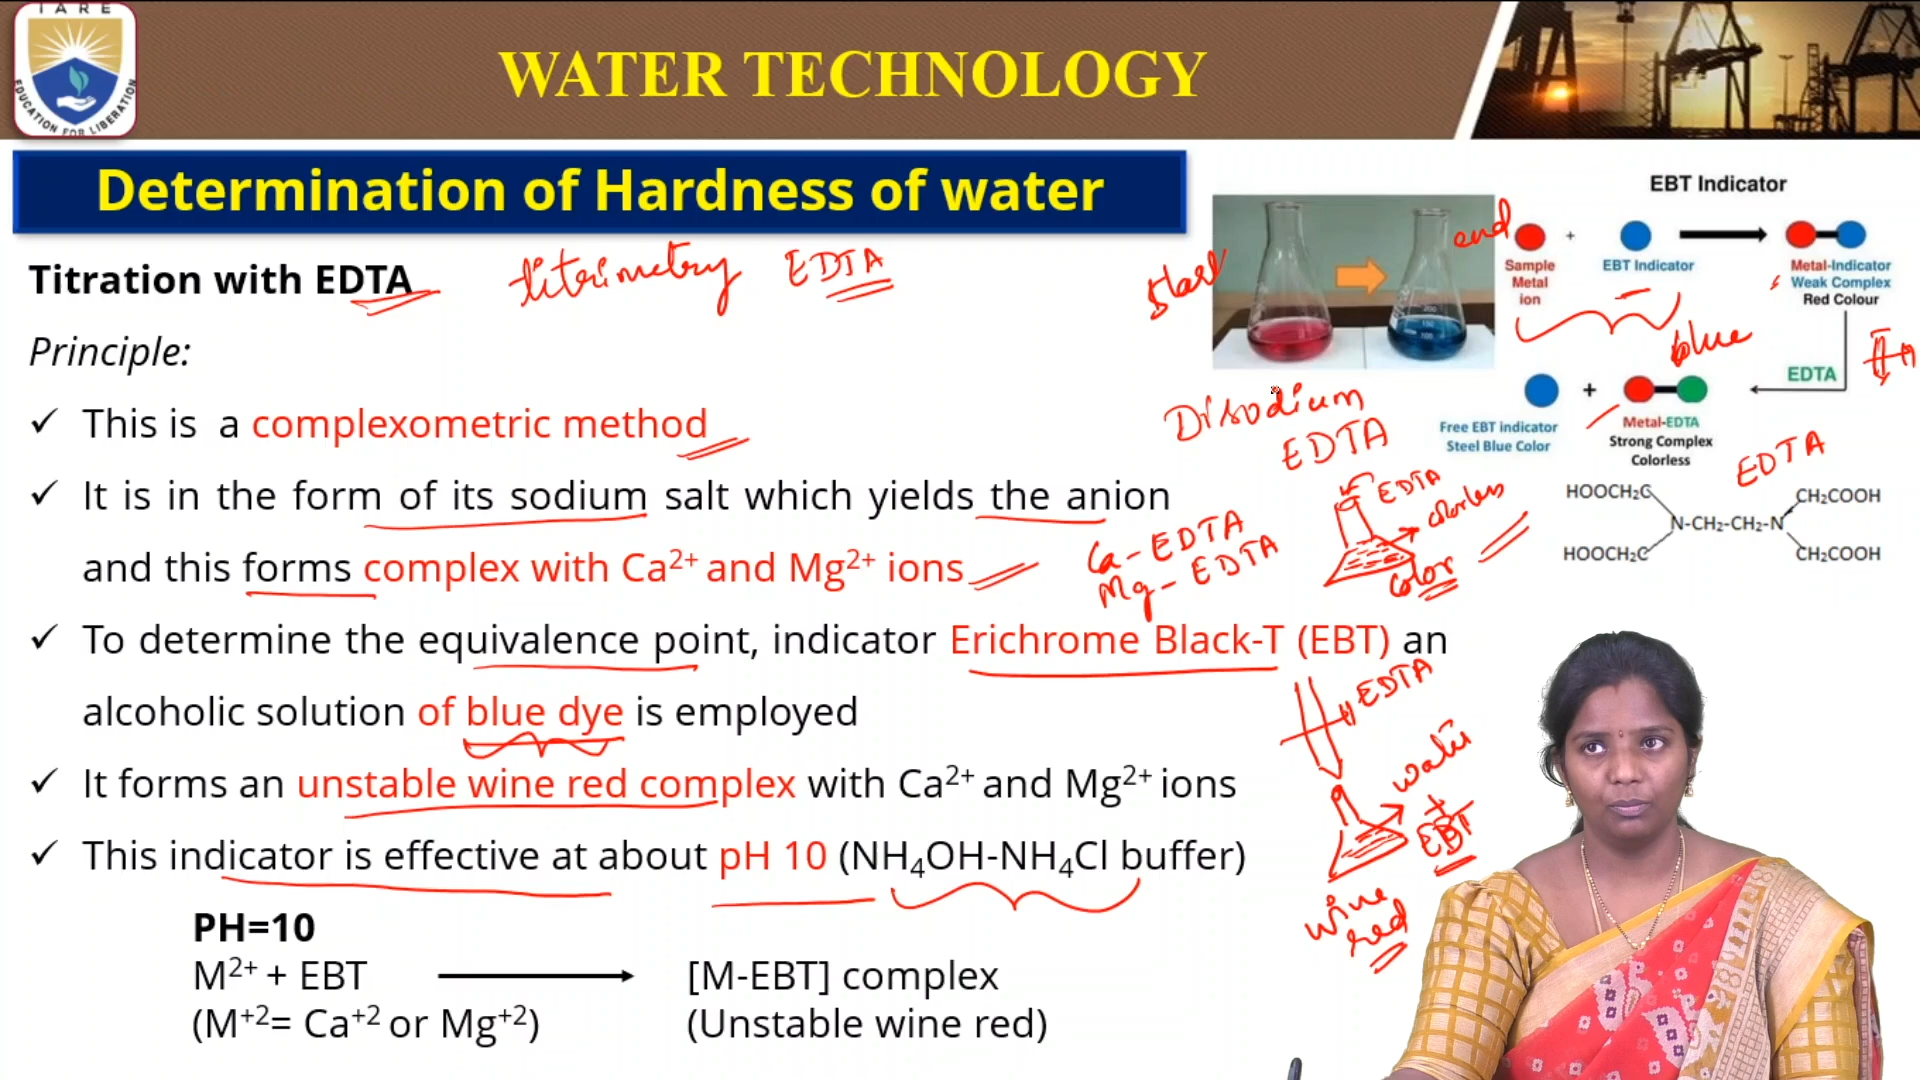 IARE
EDUCATION FOR LIBERATION
WATER TECHNOLOGY
Determination of Hardness of water
Titration with EDTA
titrimetry EDTA
Principle:
✓ This is a complexometric method
✓ It is in the form of its sodium salt which yields the anion
and this forms complex with Ca²⁺ and Mg²⁺ ions
✓ To determine the equivalence point, indicator Erichrome Black-T (EBT) an
alcoholic solution of blue dye is employed
✓ It forms an unstable wine red complex with Ca²⁺ and Mg²⁺ ions
✓ This indicator is effective at about pH 10 (NH₄OH-NH₄Cl buffer)
PH=10
M²⁺ + EBT [M-EBT] complex
(M⁺²= Ca⁺² or Mg⁺²) (Unstable wine red)
EBT Indicator
end
Sample
Metal
ion
+
EBT Indicator
Metal-Indicator
Weak Complex
Red Colour
blue
EDTA
+
Free EBT indicator
Steel Blue Color
Metal-EDTA
Strong Complex
Colorless
Disodium
EDTA
EDTA
colorless
color
Ca-EDTA
Mg-EDTA
EDTA
HOOCH₂C CH₂COOH
N-CH₂-CH₂-N
HOOCH₂C CH₂COOH
EDTA
water
+
EBT
wine
red